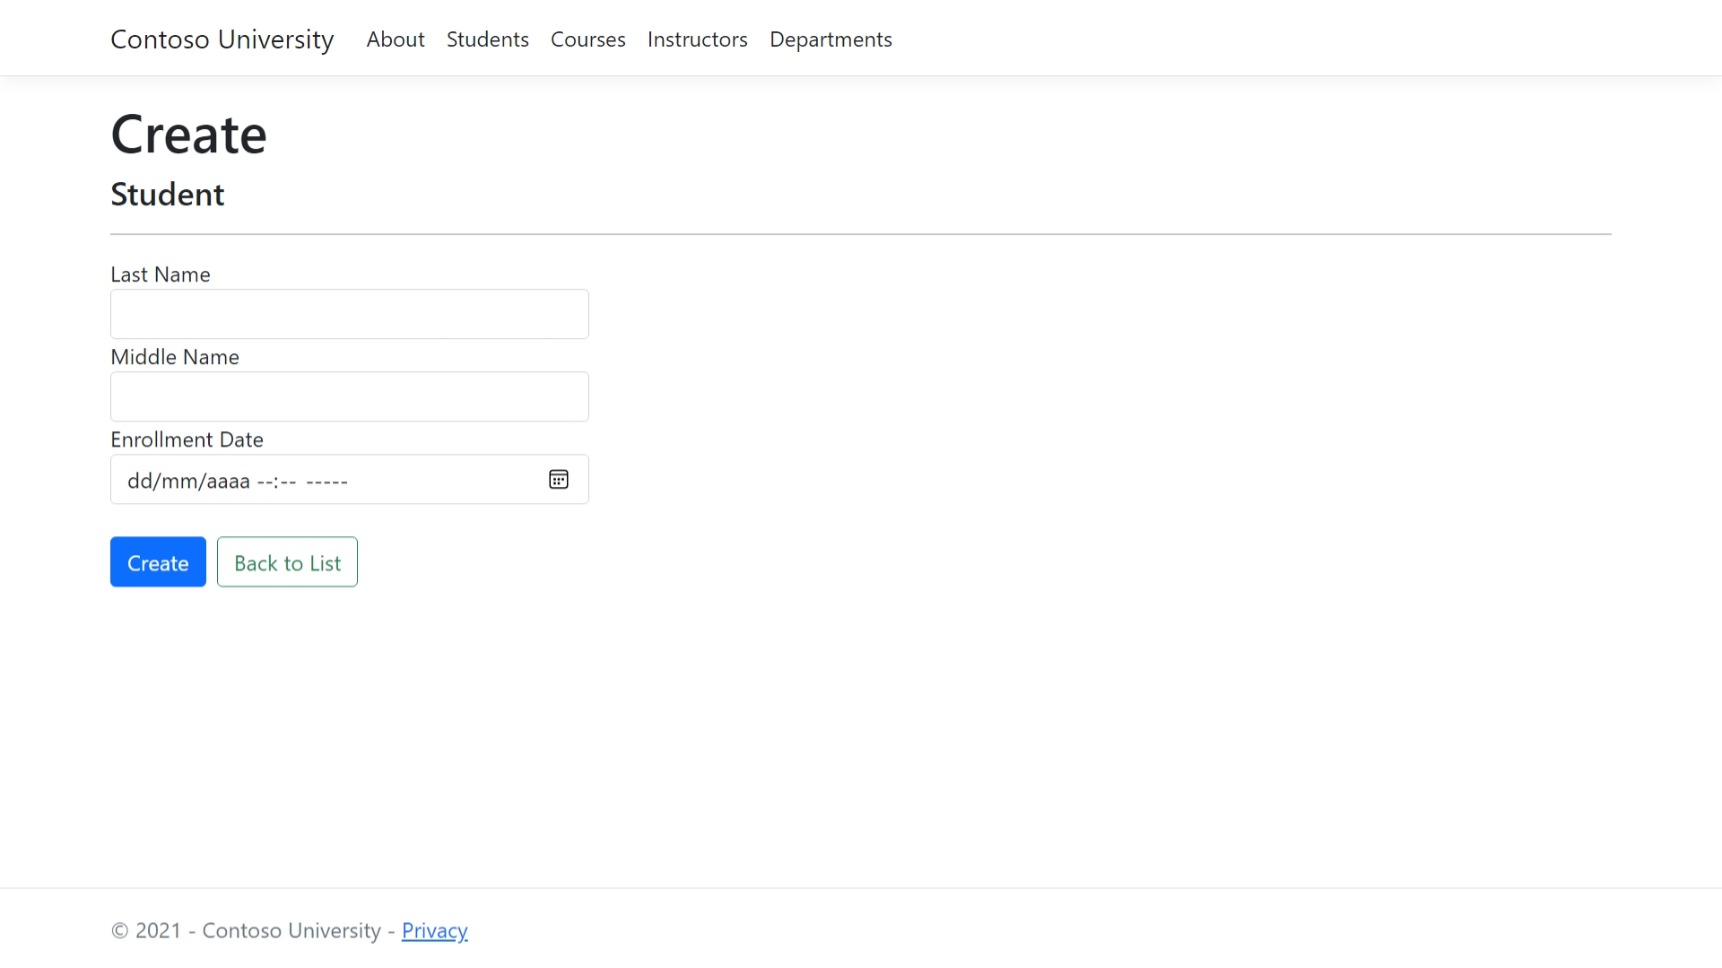 Contoso University About Students Courses Instructors Departments
Create
Student
Last Name
Middle Name
Enrollment Date
dd/mm/aaaa --:-- -----
Create Back to List
© 2021 - Contoso University - Privacy